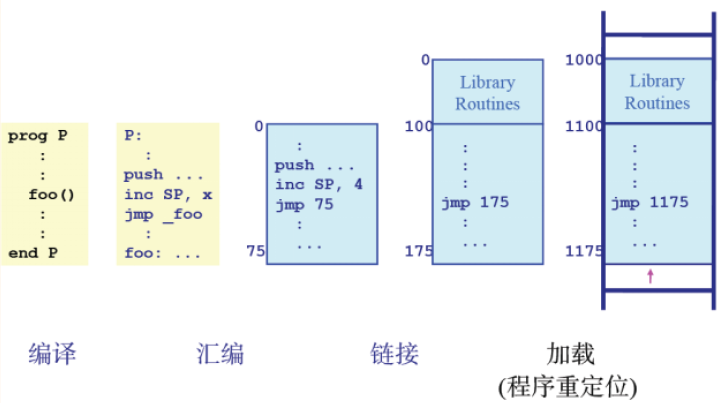 prog P
:
:
foo()
:
:
end P
P:
:
push ...
inc SP, x
jmp _foo
:
foo: ...
0
:
push ...
inc SP, 4
jmp 75
:
...
75
0
Library
Routines
100
:
:
:
jmp 175
:
...
175
1000
Library
Routines
1100
:
:
:
jmp 1175
:
...
1175
编译
汇编
链接
加载
(程序重定位)